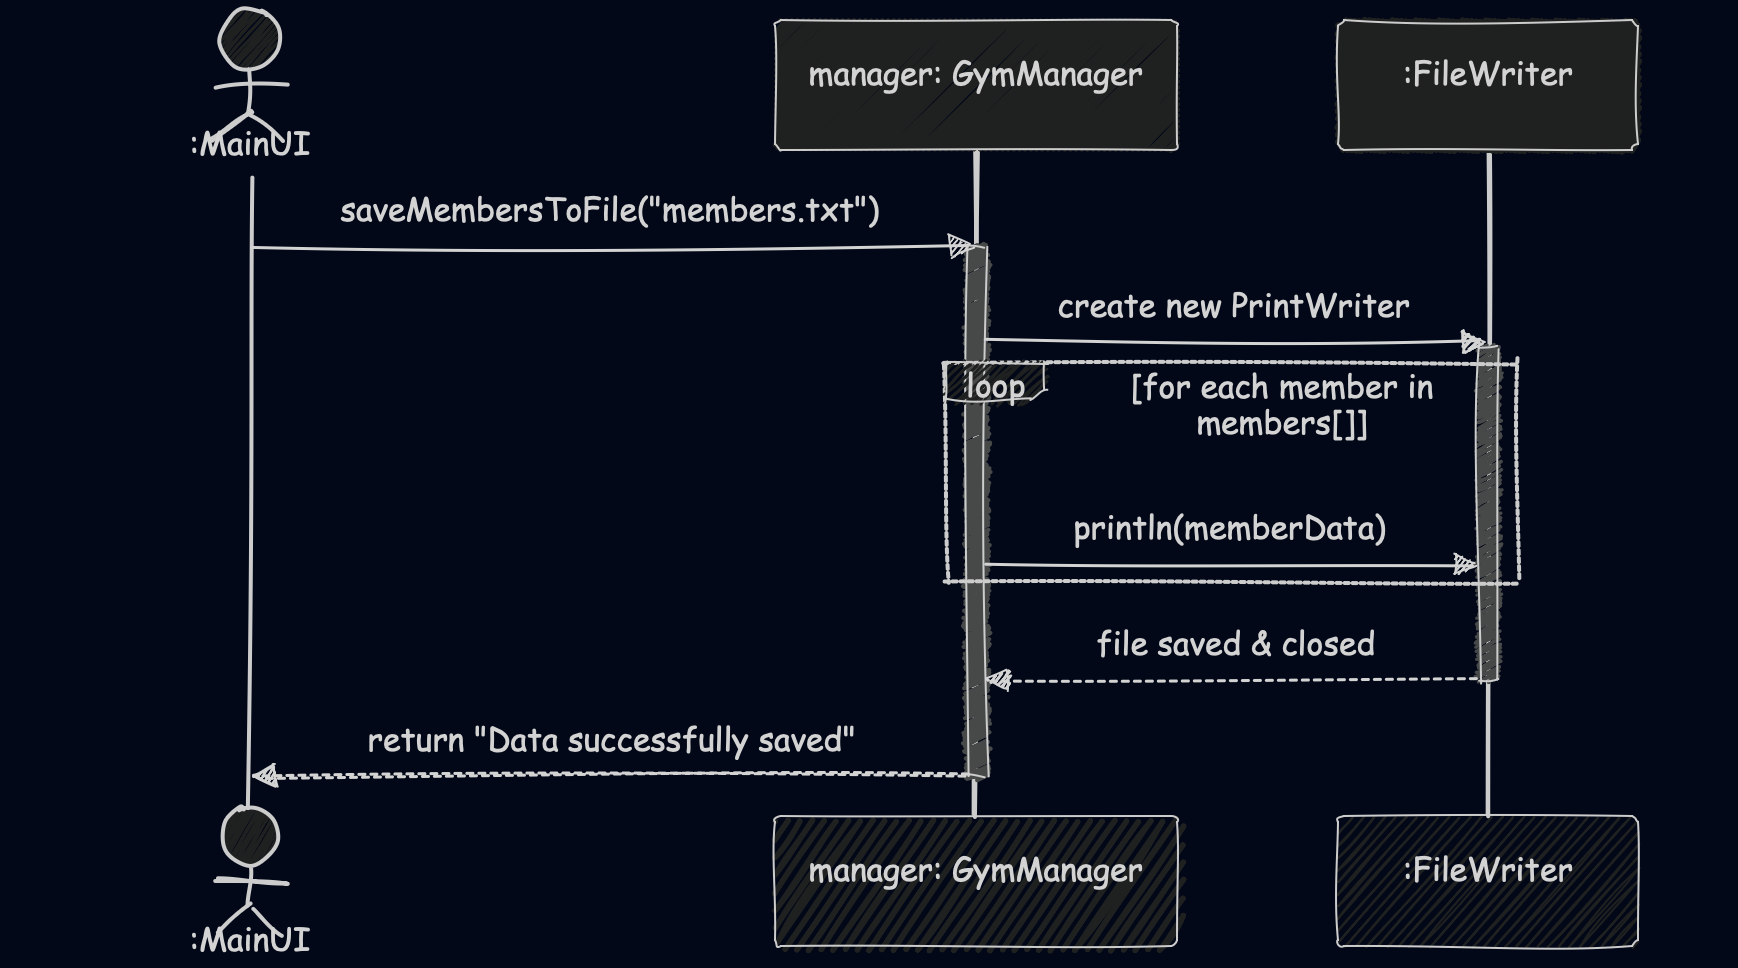 :MainUI
manager: GymManager
:FileWriter
saveMembersToFile("members.txt")
create new PrintWriter
loop
[for each member in
members[]]
println(memberData)
file saved & closed
return "Data successfully saved"
:MainUI
manager: GymManager
:FileWriter